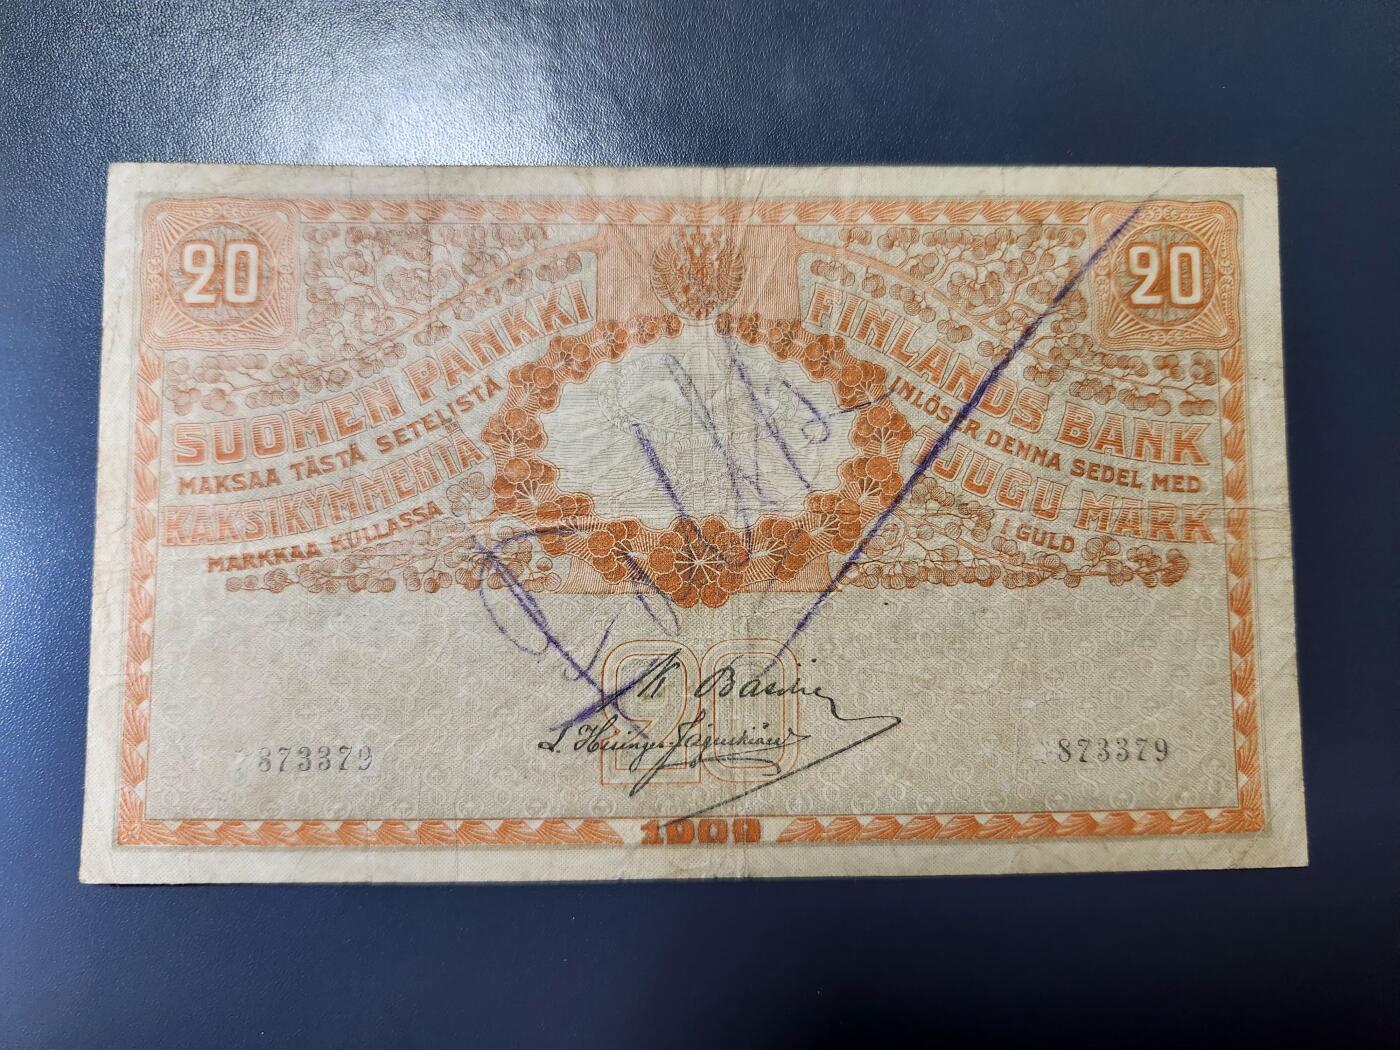 20
20
SUOMEN PANKKI
MAKSAA TÄSTÄ SETELISTÄ
KAKSIKYMMENTÄ
MARKKAA KULLASSA
FINLANDS BANK
INLÖSER DENNA SEDEL MED
TJUGU MARK
I GULD
20
873379
873379
1909